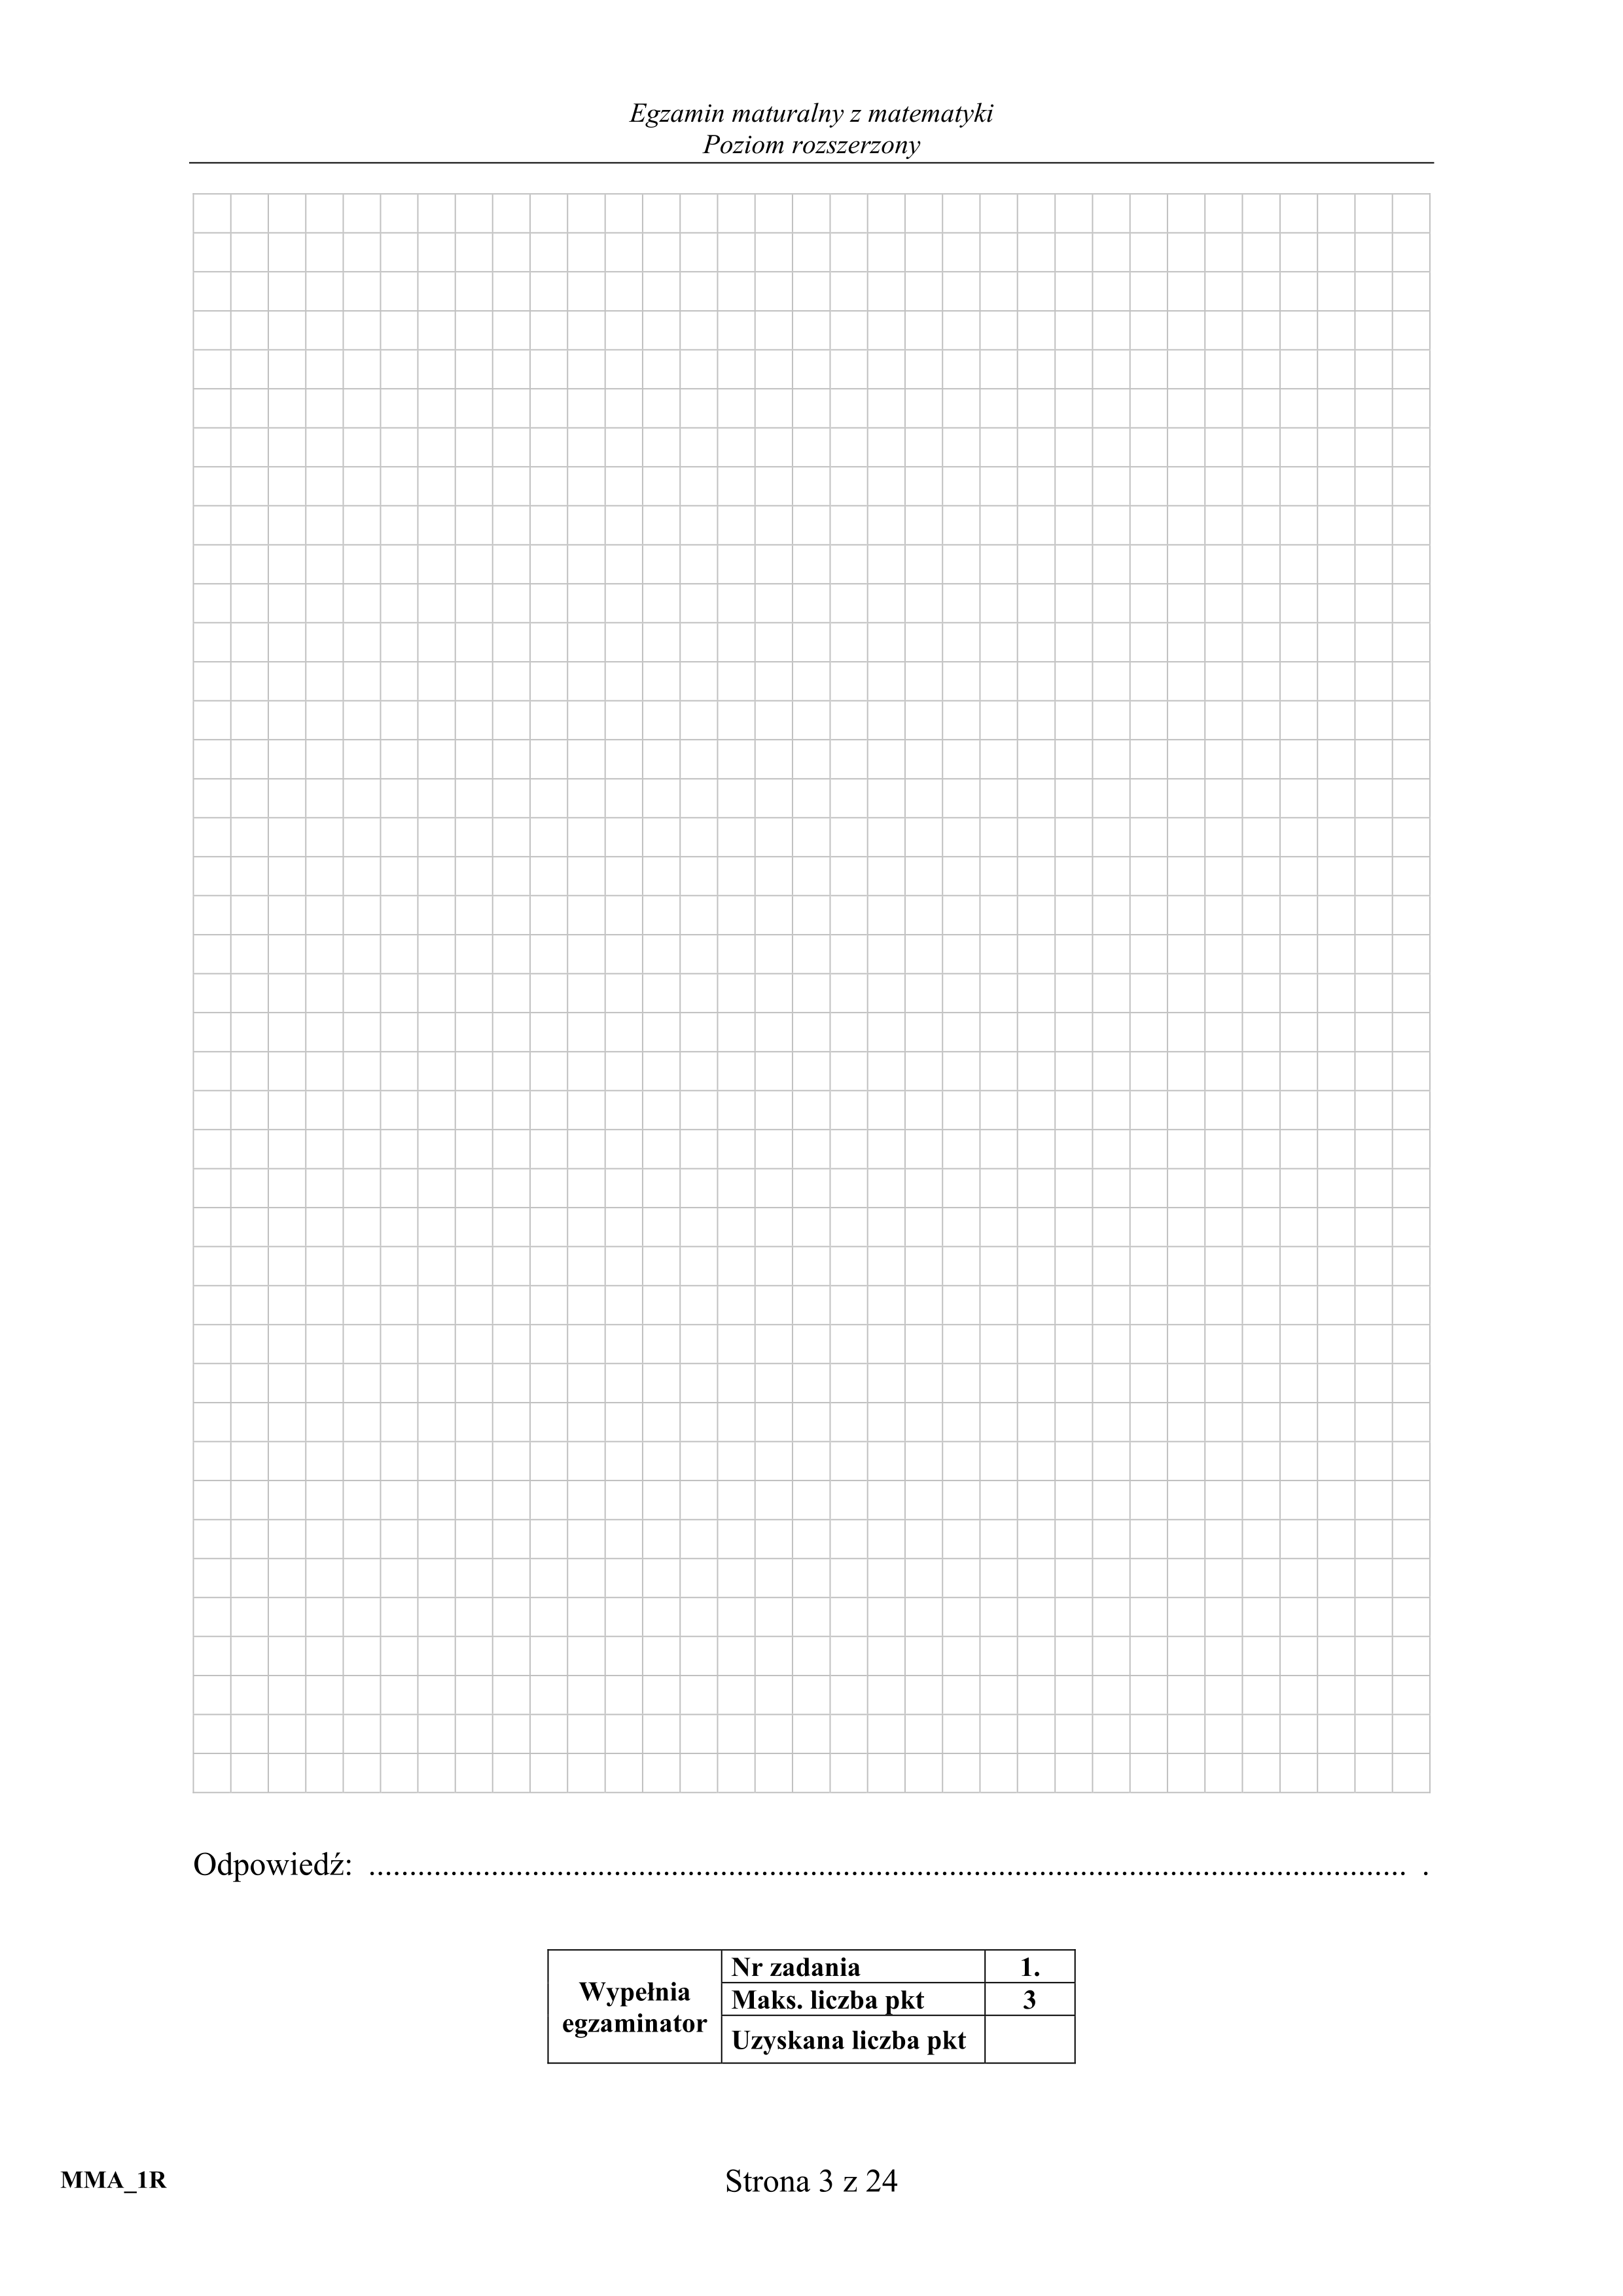 Egzamin maturalny z matematyki
Poziom rozszerzony
Odpowiedź: ................................................................................................................................ .
Wypełnia
egzaminator
Nr zadania 1.
Maks. liczba pkt 3
Uzyskana liczba pkt
MMA_1R
Strona 3 z 24